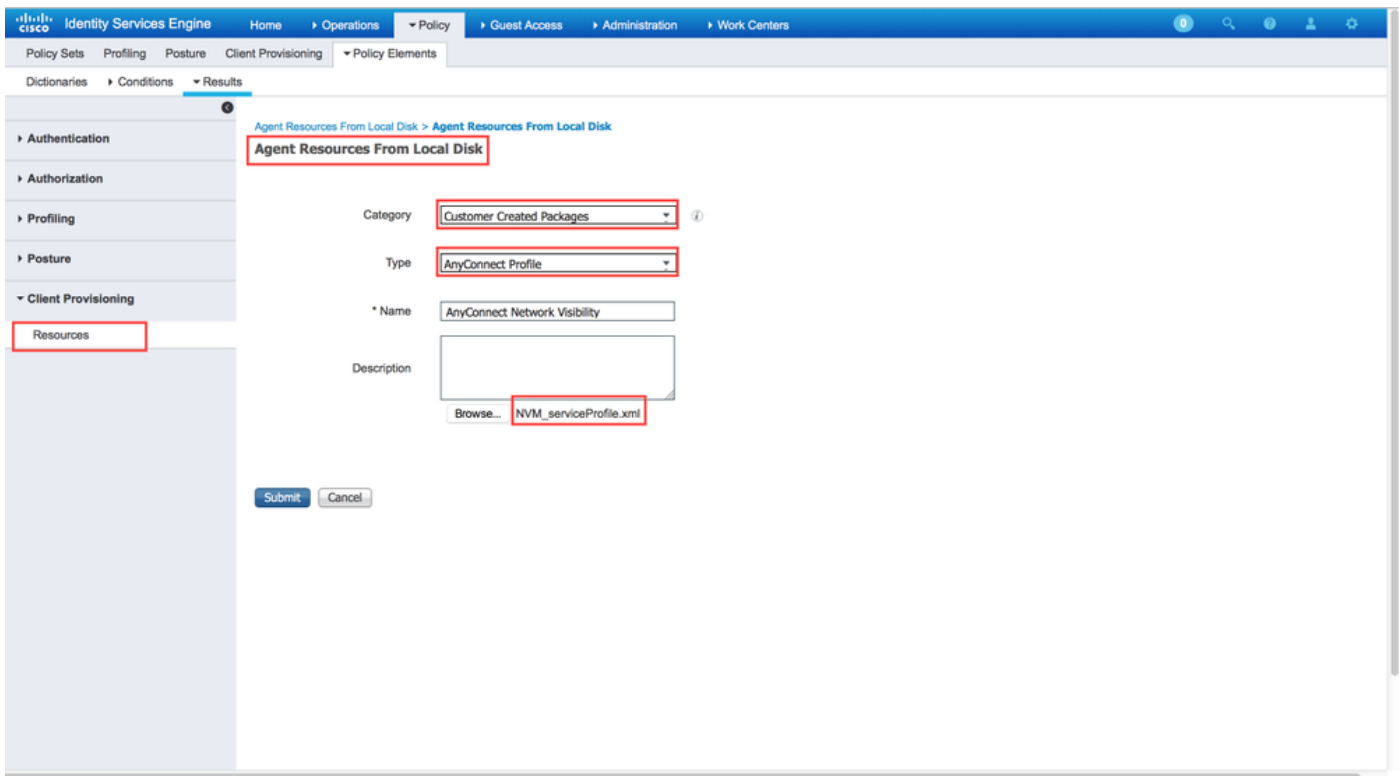 cisco Identity Services Engine Home Operations Policy Guest Access Administration Work Centers 0
Policy Sets Profiling Posture Client Provisioning Policy Elements
Dictionaries Conditions Results
Authentication
Authorization
Profiling
Posture
Client Provisioning
Resources
Agent Resources From Local Disk > Agent Resources From Local Disk
Agent Resources From Local Disk
Category Customer Created Packages
Type AnyConnect Profile
* Name AnyConnect Network Visibility
Description
Browse... NVM_serviceProfile.xml
Submit Cancel